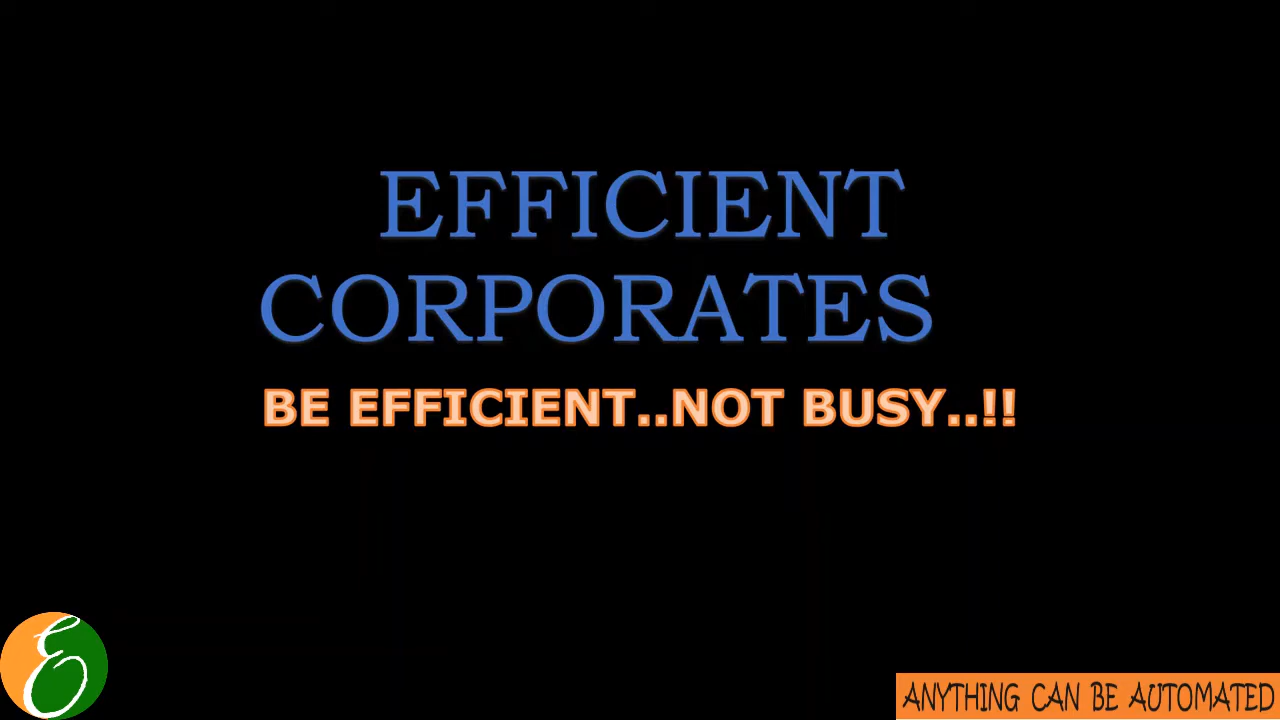 EFFICIENT
CORPORATES
BE EFFICIENT..NOT BUSY..!!
E
ANYTHING CAN BE AUTOMATED